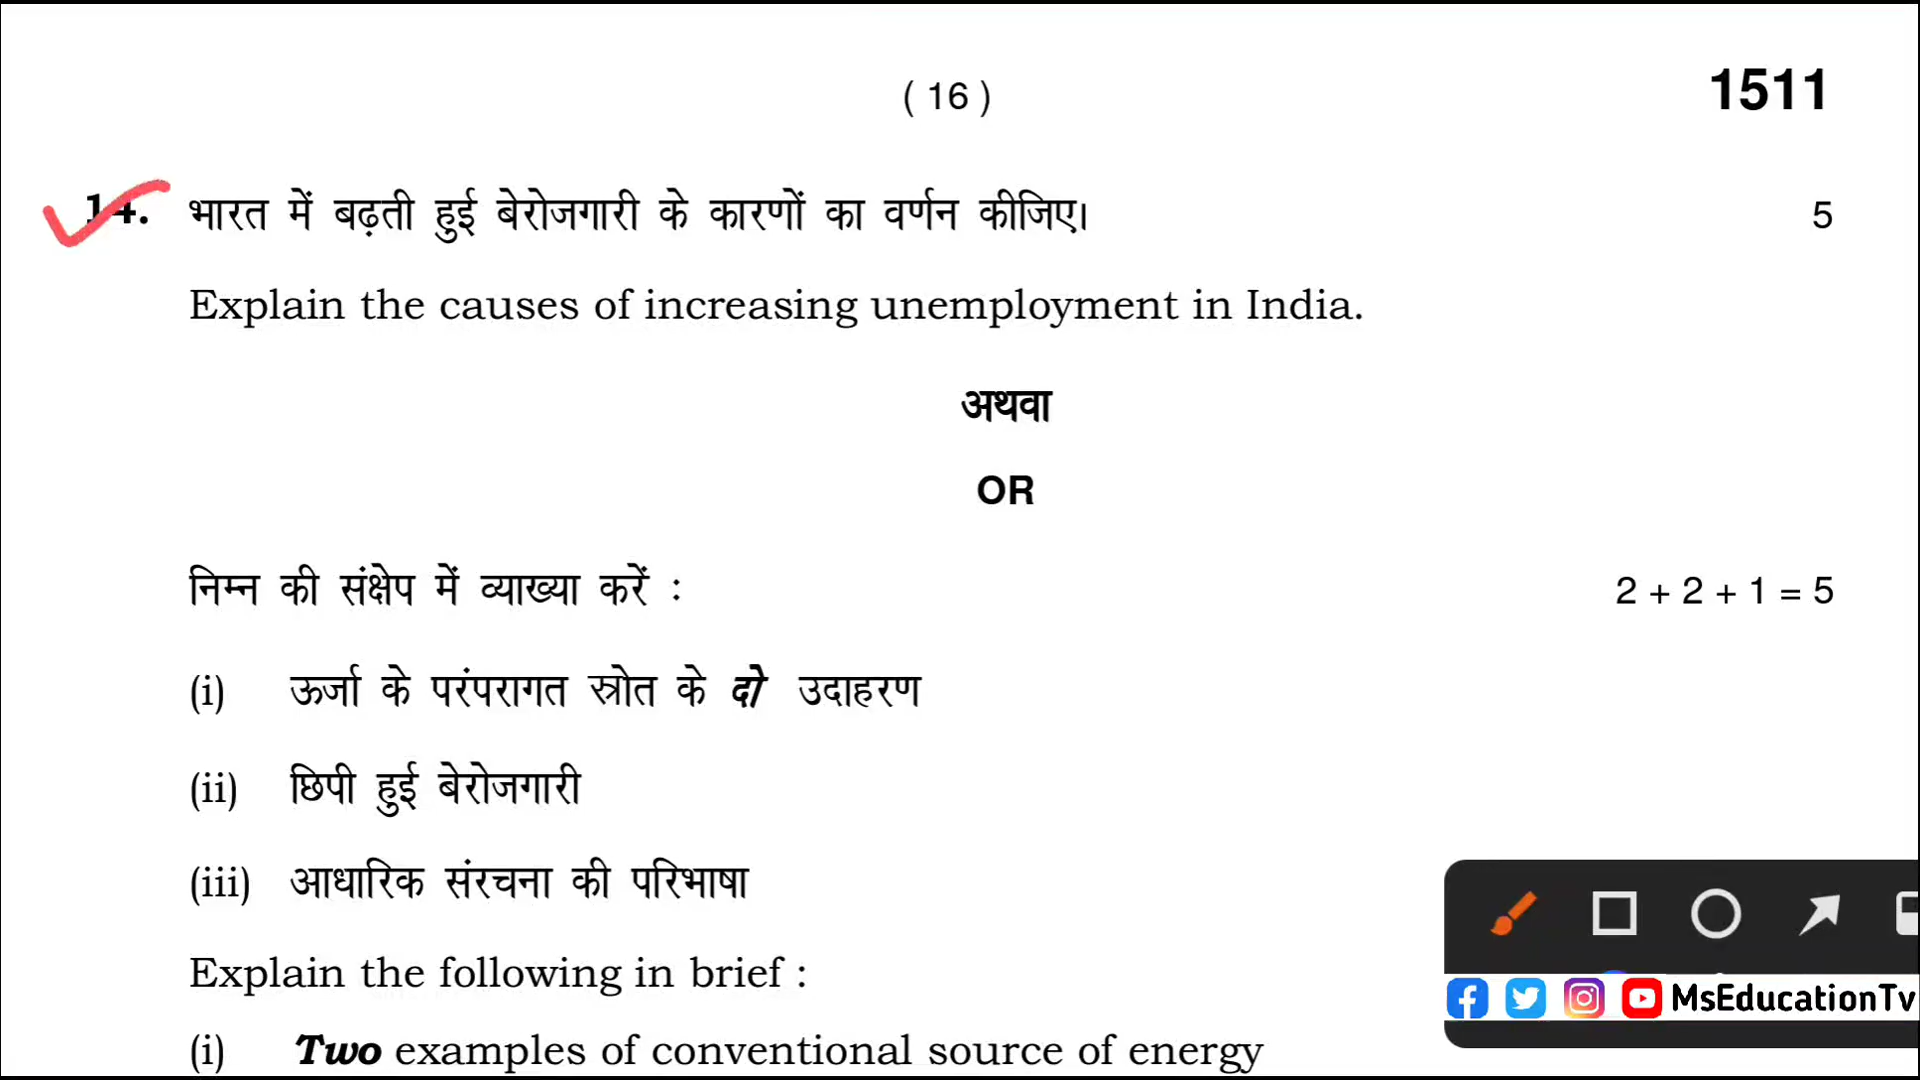 ( 16 ) 1511
14. भारत में बढ़ती हुई बेरोजगारी के कारणों का वर्णन कीजिए। 5
Explain the causes of increasing unemployment in India.
अथवा
OR
निम्न की संक्षेप में व्याख्या करें : 2 + 2 + 1 = 5
(i) ऊर्जा के परंपरागत स्रोत के दो उदाहरण
(ii) छिपी हुई बेरोजगारी
(iii) आधारिक संरचना की परिभाषा
Explain the following in brief :
MsEducationTv
(i) Two examples of conventional source of energy